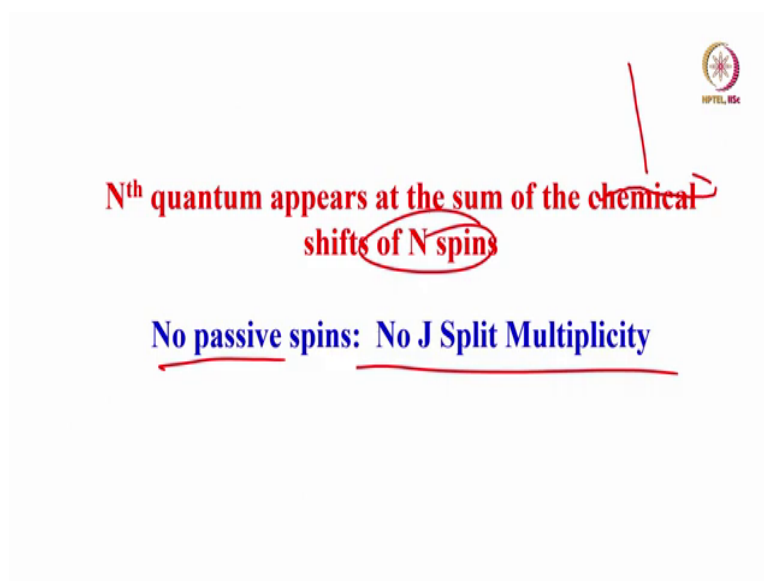 NPTEL, IISc
Nth quantum appears at the sum of the chemical
shifts of N spins
No passive spins: No J Split Multiplicity